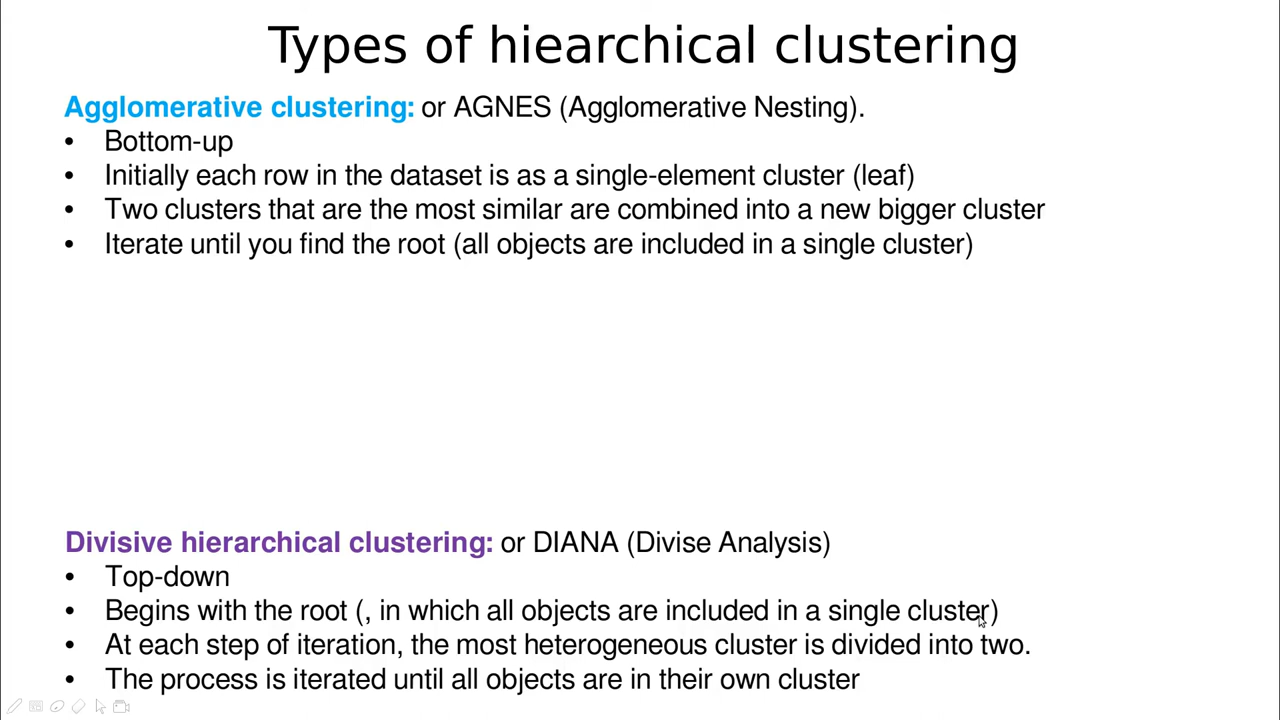 Types of hiearchical clustering
Agglomerative clustering: or AGNES (Agglomerative Nesting).
• Bottom-up
• Initially each row in the dataset is as a single-element cluster (leaf)
• Two clusters that are the most similar are combined into a new bigger cluster
• Iterate until you find the root (all objects are included in a single cluster)
Divisive hierarchical clustering: or DIANA (Divise Analysis)
• Top-down
• Begins with the root (, in which all objects are included in a single cluster)
• At each step of iteration, the most heterogeneous cluster is divided into two.
• The process is iterated until all objects are in their own cluster